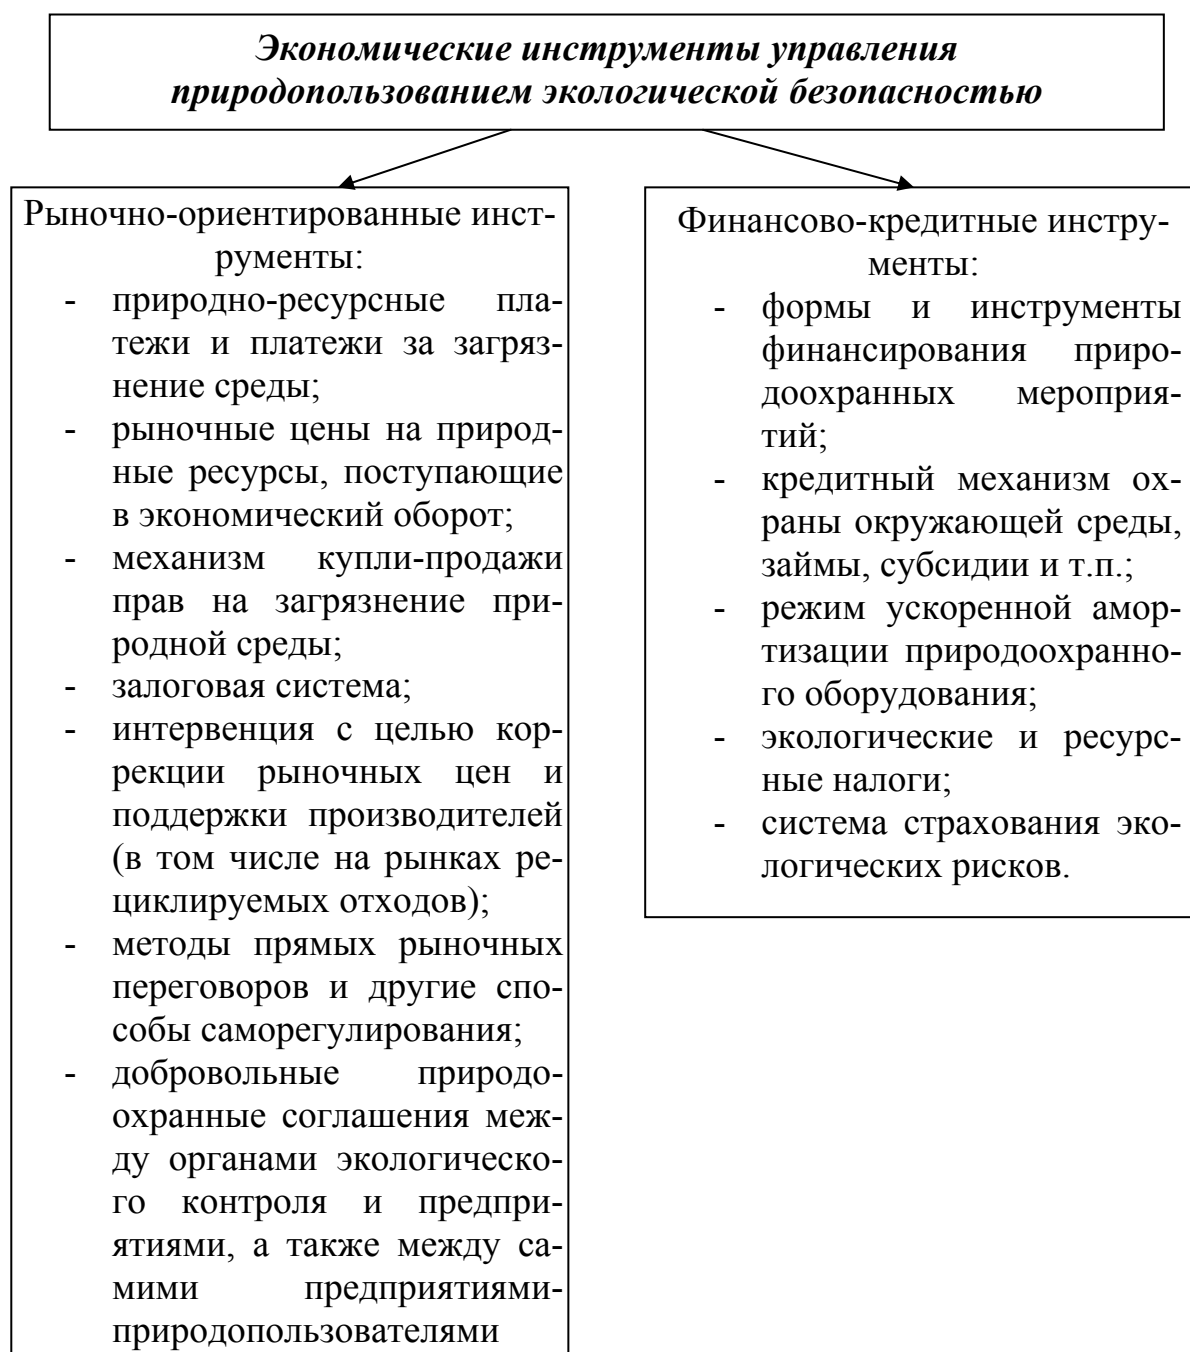 Экономические инструменты управления
природопользованием экологической безопасностью
Рыночно-ориентированные инст-
рументы:
- природно-ресурсные пла-
тежи и платежи за загряз-
нение среды;
- рыночные цены на природ-
ные ресурсы, поступающие
в экономический оборот;
- механизм купли-продажи
прав на загрязнение при-
родной среды;
- залоговая система;
- интервенция с целью кор-
рекции рыночных цен и
поддержки производителей
(в том числе на рынках ре-
циклируемых отходов);
- методы прямых рыночных
переговоров и другие спо-
собы саморегулирования;
- добровольные природо-
охранные соглашения меж-
ду органами экологическо-
го контроля и предпри-
ятиями, а также между са-
мими предприятиями-
природопользователями
Финансово-кредитные инстру-
менты:
- формы и инструменты
финансирования приро-
доохранных мероприя-
тий;
- кредитный механизм ох-
раны окружающей среды,
займы, субсидии и т.п.;
- режим ускоренной амор-
тизации природоохранно-
го оборудования;
- экологические и ресурс-
ные налоги;
- система страхования эко-
логических рисков.